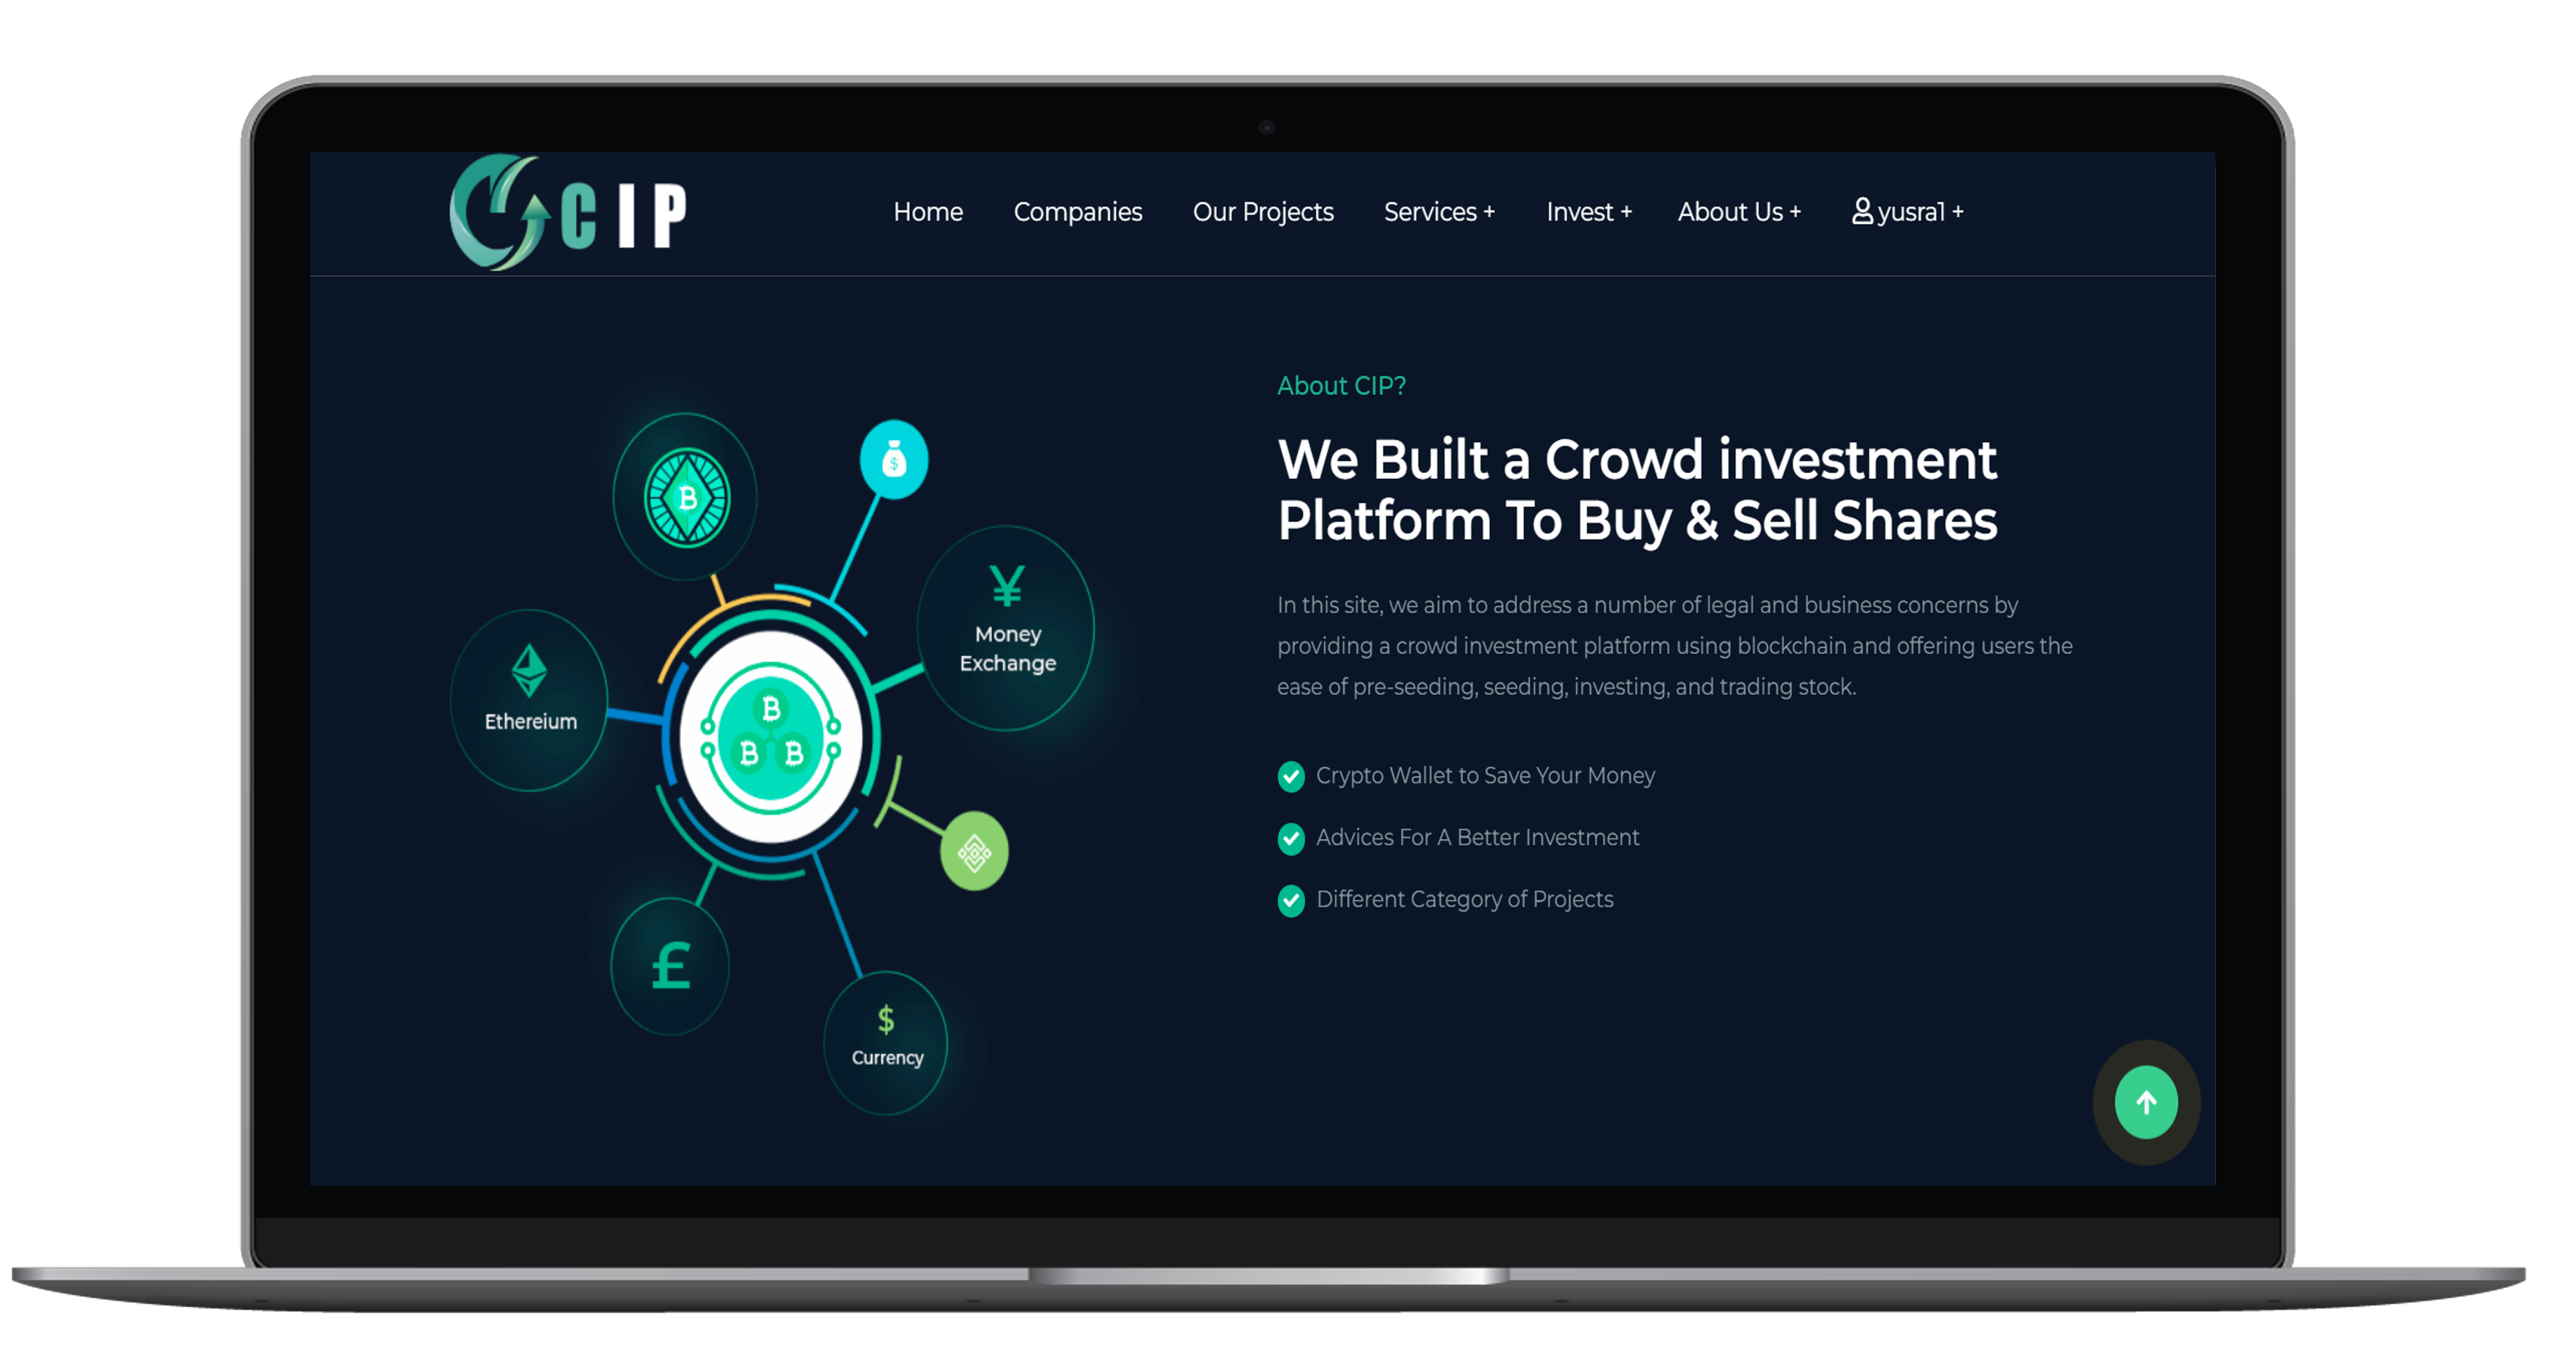 CIP
Home Companies Our Projects Services + Invest + About Us + yusra1 +
About CIP?
We Built a Crowd investment
Platform To Buy & Sell Shares
In this site, we aim to address a number of legal and business concerns by
providing a crowd investment platform using blockchain and offering users the
ease of pre-seeding, seeding, investing, and trading stock.
Crypto Wallet to Save Your Money
Advices For A Better Investment
Different Category of Projects
¥
Money
Exchange
Ethereium
£
$
Currency